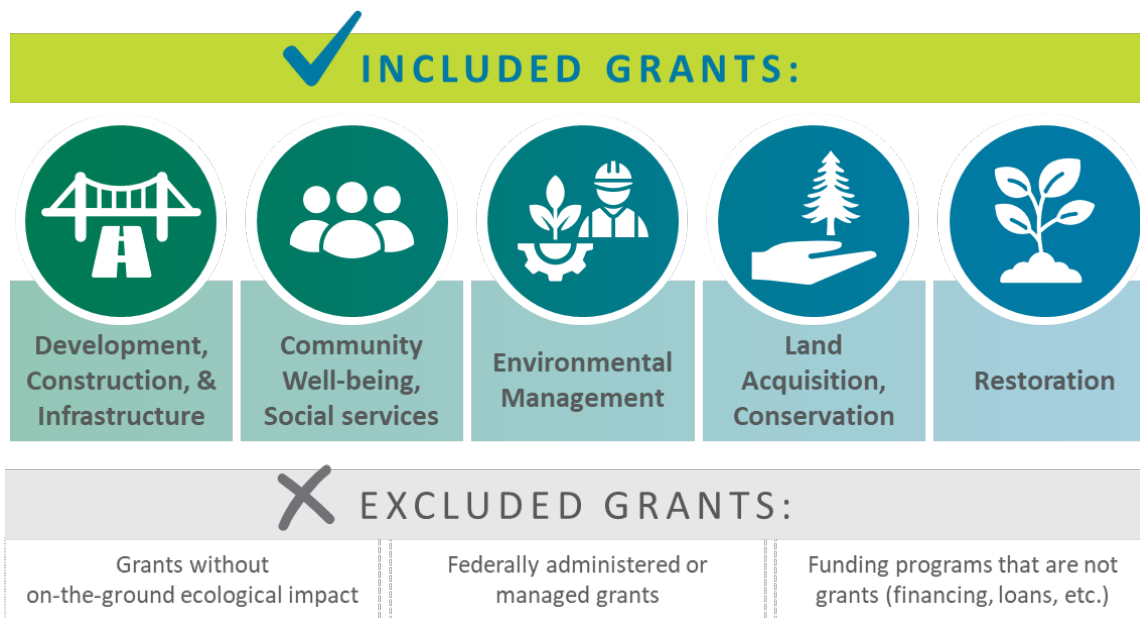 INCLUDED GRANTS:
Development,
Construction, &
Infrastructure
Community
Well-being,
Social services
Environmental
Management
Land
Acquisition,
Conservation
Restoration
EXCLUDED GRANTS:
Grants without
on-the-ground ecological impact
Federally administered or
managed grants
Funding programs that are not
grants (financing, loans, etc.)